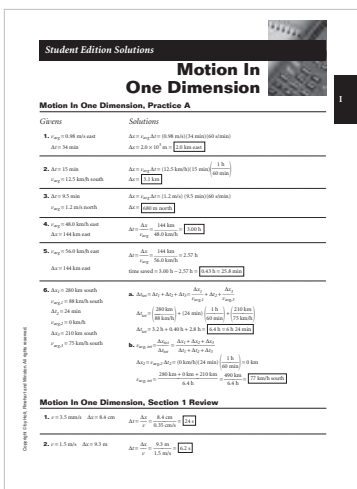 Student Edition Solutions
Motion In
One Dimension
I
Motion In One Dimension, Practice A
Givens Solutions
1. v_avg = 0.98 m/s east Δx = v_avg Δt = (0.98 m/s)(34 min)(60 s/min)
Δt = 34 min Δx = 2.0 × 10³ m = 2.0 km east
2. Δt = 15 min Δx = v_avg Δt = (12.5 km/h)(15 min)(1 h/60 min)
v_avg = 12.5 km/h south Δx = 3.1 km
3. Δt = 9.5 min Δx = v_avg Δt = (1.2 m/s) (9.5 min)(60 s/min)
v_avg = 1.2 m/s north Δx = 680 m north
4. v_avg = 48.0 km/h east Δt = Δx/v_avg = 144 km/48.0 km/h = 3.00 h
Δx = 144 km east
5. v_avg = 56.0 km/h east Δt = Δx/v_avg = 144 km/56.0 km/h = 2.57 h
Δx = 144 km east time saved = 3.00 h − 2.57 h = 0.43 h = 25.8 min
6. Δx₁ = 280 km south a. Δt_tot = Δt₁ + Δt₂ + Δt₃ = Δx₁/v_avg,1 + Δt₂ + Δx₃/v_avg,3
v_avg,1 = 88 km/h south
Δt₂ = 24 min Δt_tot = (280 km/88 km/h) + (24 min)(1 h/60 min) + (210 km/75 km/h)
v_avg,2 = 0 km/h
Δx₃ = 210 km south Δt_tot = 3.2 h + 0.40 h + 2.8 h = 6.4 h = 6 h 24 min
v_avg,3 = 75 km/h south b. v_avg,tot = Δx_tot/Δt_tot = Δx₁ + Δx₂ + Δx₃/Δt₁ + Δt₂ + Δt₃
Δx₂ = v_avg,2 Δt₂ = (0 km/h)(24 min)(1 h/60 min) = 0 km
v_avg,tot = 280 km + 0 km + 210 km/6.4 h = 490 km/6.4 h = 77 km/h south
Motion In One Dimension, Section 1 Review
1. v = 3.5 mm/s Δx = 8.4 cm Δt = Δx/v = 8.4 cm/0.35 cm/s = 24 s
2. v = 1.5 m/s Δx = 9.3 m Δt = Δx/v = 9.3 m/1.5 m/s = 6.2 s
Copyright © by Holt, Rinehart and Winston. All rights reserved.